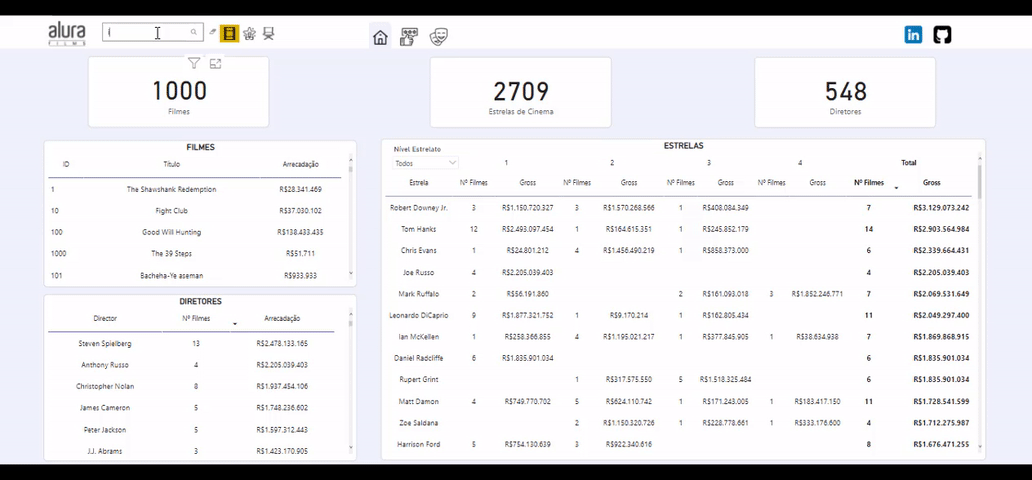 alura
FILMS
1000
Filmes
2709
Estrelas de Cinema
548
Diretores
FILMES
ID Título Arrecadação
1 The Shawshank Redemption R$28.341.469
10 Fight Club R$37.030.102
100 Good Will Hunting R$138.433.435
1000 The 39 Steps R$51.711
101 Bacheha-Ye aseman R$933.933
DIRETORES
Director Nº Filmes Arrecadação
Steven Spielberg 13 R$2.478.133.165
Anthony Russo 4 R$2.205.039.403
Christopher Nolan 8 R$1.937.454.106
James Cameron 5 R$1.748.236.602
Peter Jackson 5 R$1.597.312.443
J.J. Abrams 3 R$1.423.170.905
ESTRELAS
Nível Estrelato
Todos 1 2 3 4 Total
Estrela Nº Filmes Gross Nº Filmes Gross Nº Filmes Gross Nº Filmes Gross Nº Filmes Gross
Robert Downey Jr. 3 R$1.150.720.327 3 R$1.570.268.566 1 R$408.084.349 7 R$3.129.073.242
Tom Hanks 12 R$2.493.097.454 1 R$164.615.351 1 R$245.852.179 14 R$2.903.564.984
Chris Evans 1 R$24.801.212 4 R$1.456.490.219 1 R$858.373.000 6 R$2.339.664.431
Joe Russo 4 R$2.205.039.403 4 R$2.205.039.403
Mark Ruffalo 2 R$56.191.860 2 R$161.093.018 3 R$1.852.246.771 7 R$2.069.531.649
Leonardo DiCaprio 9 R$1.877.321.752 1 R$9.170.214 1 R$162.805.434 11 R$2.049.297.400
Ian McKellen 1 R$258.366.855 4 R$1.195.021.217 1 R$377.845.905 1 R$38.634.938 7 R$1.869.868.915
Daniel Radcliffe 6 R$1.835.901.034 6 R$1.835.901.034
Rupert Grint 1 R$317.575.550 5 R$1.518.325.484 6 R$1.835.901.034
Matt Damon 4 R$749.770.702 5 R$624.110.742 1 R$171.243.005 1 R$183.417.150 11 R$1.728.541.599
Zoe Saldana 2 R$1.150.320.726 1 R$228.778.661 1 R$333.176.600 4 R$1.712.275.987
Harrison Ford 5 R$754.130.639 3 R$922.340.616 8 R$1.676.471.255